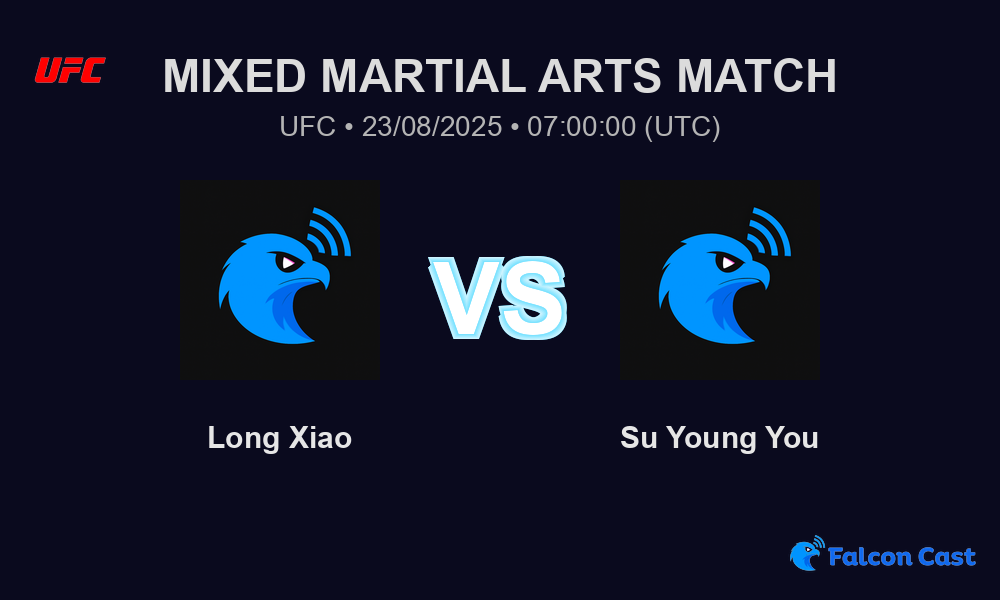 UFC
MIXED MARTIAL ARTS MATCH
UFC • 23/08/2025 • 07:00:00 (UTC)
VS
Long Xiao
Su Young You
Falcon Cast